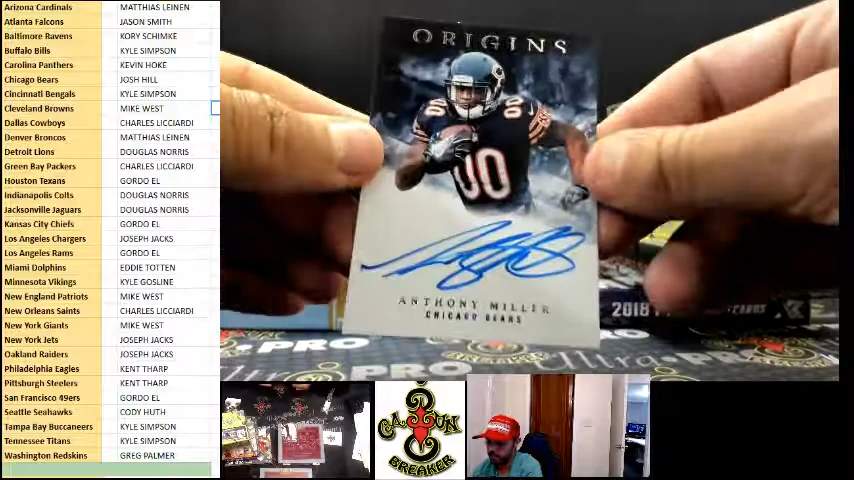 Arizona Cardinals MATTHIAS LEINEN
Atlanta Falcons JASON SMITH
Baltimore Ravens KORY SCHIMKE
Buffalo Bills KYLE SIMPSON
Carolina Panthers KEVIN HOKE
Chicago Bears JOSH HILL
Cincinnati Bengals KYLE SIMPSON
Cleveland Browns MIKE WEST
Dallas Cowboys CHARLES LICCIARDI
Denver Broncos MATTHIAS LEINEN
Detroit Lions DOUGLAS NORRIS
Green Bay Packers CHARLES LICCIARDI
Houston Texans GORDO EL
Indianapolis Colts DOUGLAS NORRIS
Jacksonville Jaguars DOUGLAS NORRIS
Kansas City Chiefs GORDO EL
Los Angeles Chargers JOSEPH JACKS
Los Angeles Rams GORDO EL
Miami Dolphins EDDIE TOTTEN
Minnesota Vikings KYLE GOSLINE
New England Patriots MIKE WEST
New Orleans Saints CHARLES LICCIARDI
New York Giants MIKE WEST
New York Jets JOSEPH JACKS
Oakland Raiders JOSEPH JACKS
Philadelphia Eagles KENT THARP
Pittsburgh Steelers KENT THARP
San Francisco 49ers GORDO EL
Seattle Seahawks CODY HUTH
Tampa Bay Buccaneers KYLE SIMPSON
Tennessee Titans KYLE SIMPSON
Washington Redskins GREG PALMER
ORIGINS
00
00
00
ANTHONY MILLER
CHICAGO BEARS
2018
CARDS
PRO
Ultra PRO
CAJUN
BREAKER